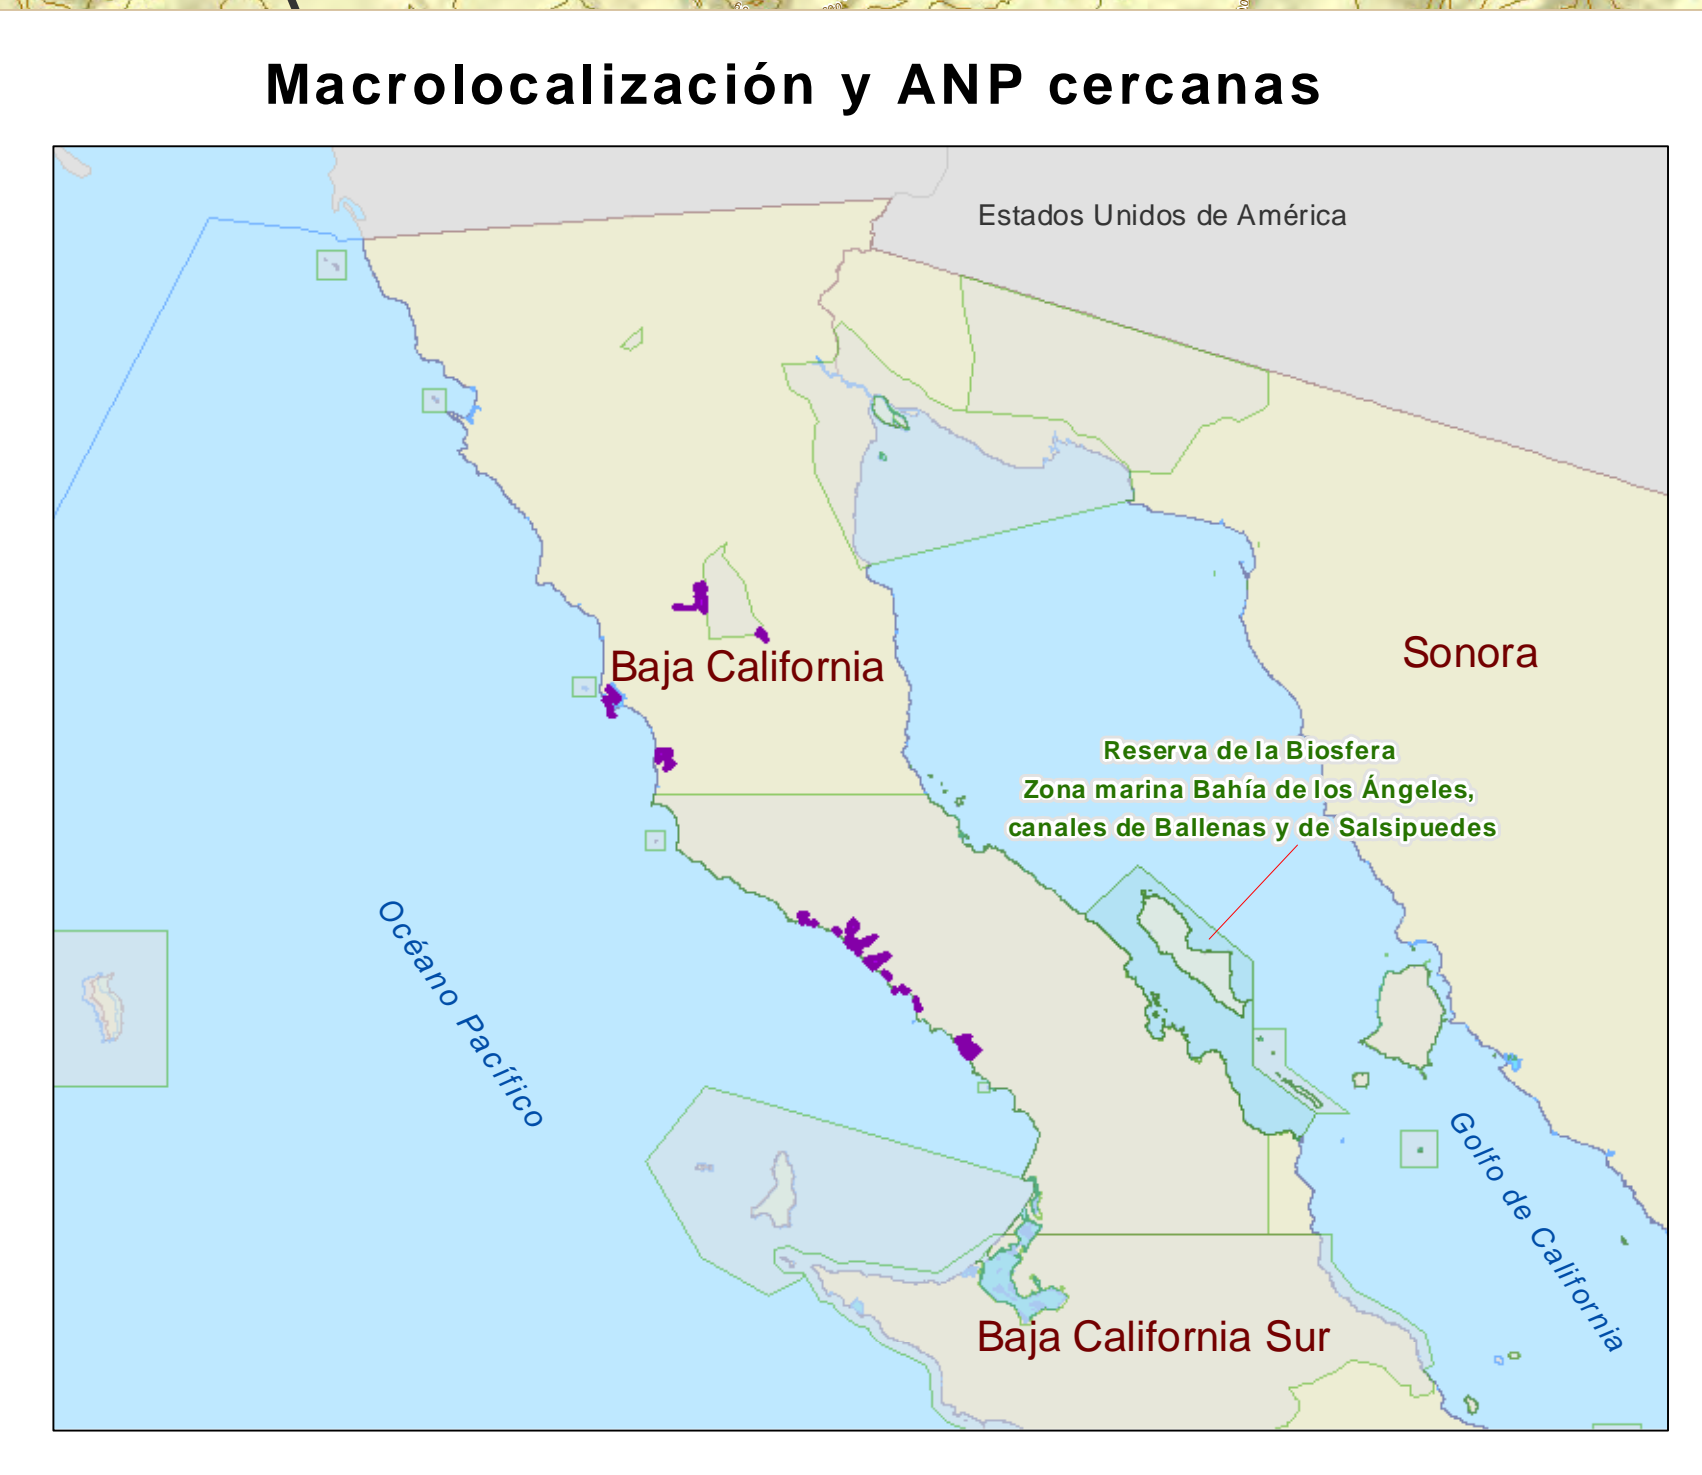 Macrolocalización y ANP cercanas
Estados Unidos de América
Baja California
Sonora
Reserva de la Biosfera
Zona marina Bahía de los Ángeles,
canales de Ballenas y de Salsipuedes
Océano Pacífico
Golfo de California
Baja California Sur